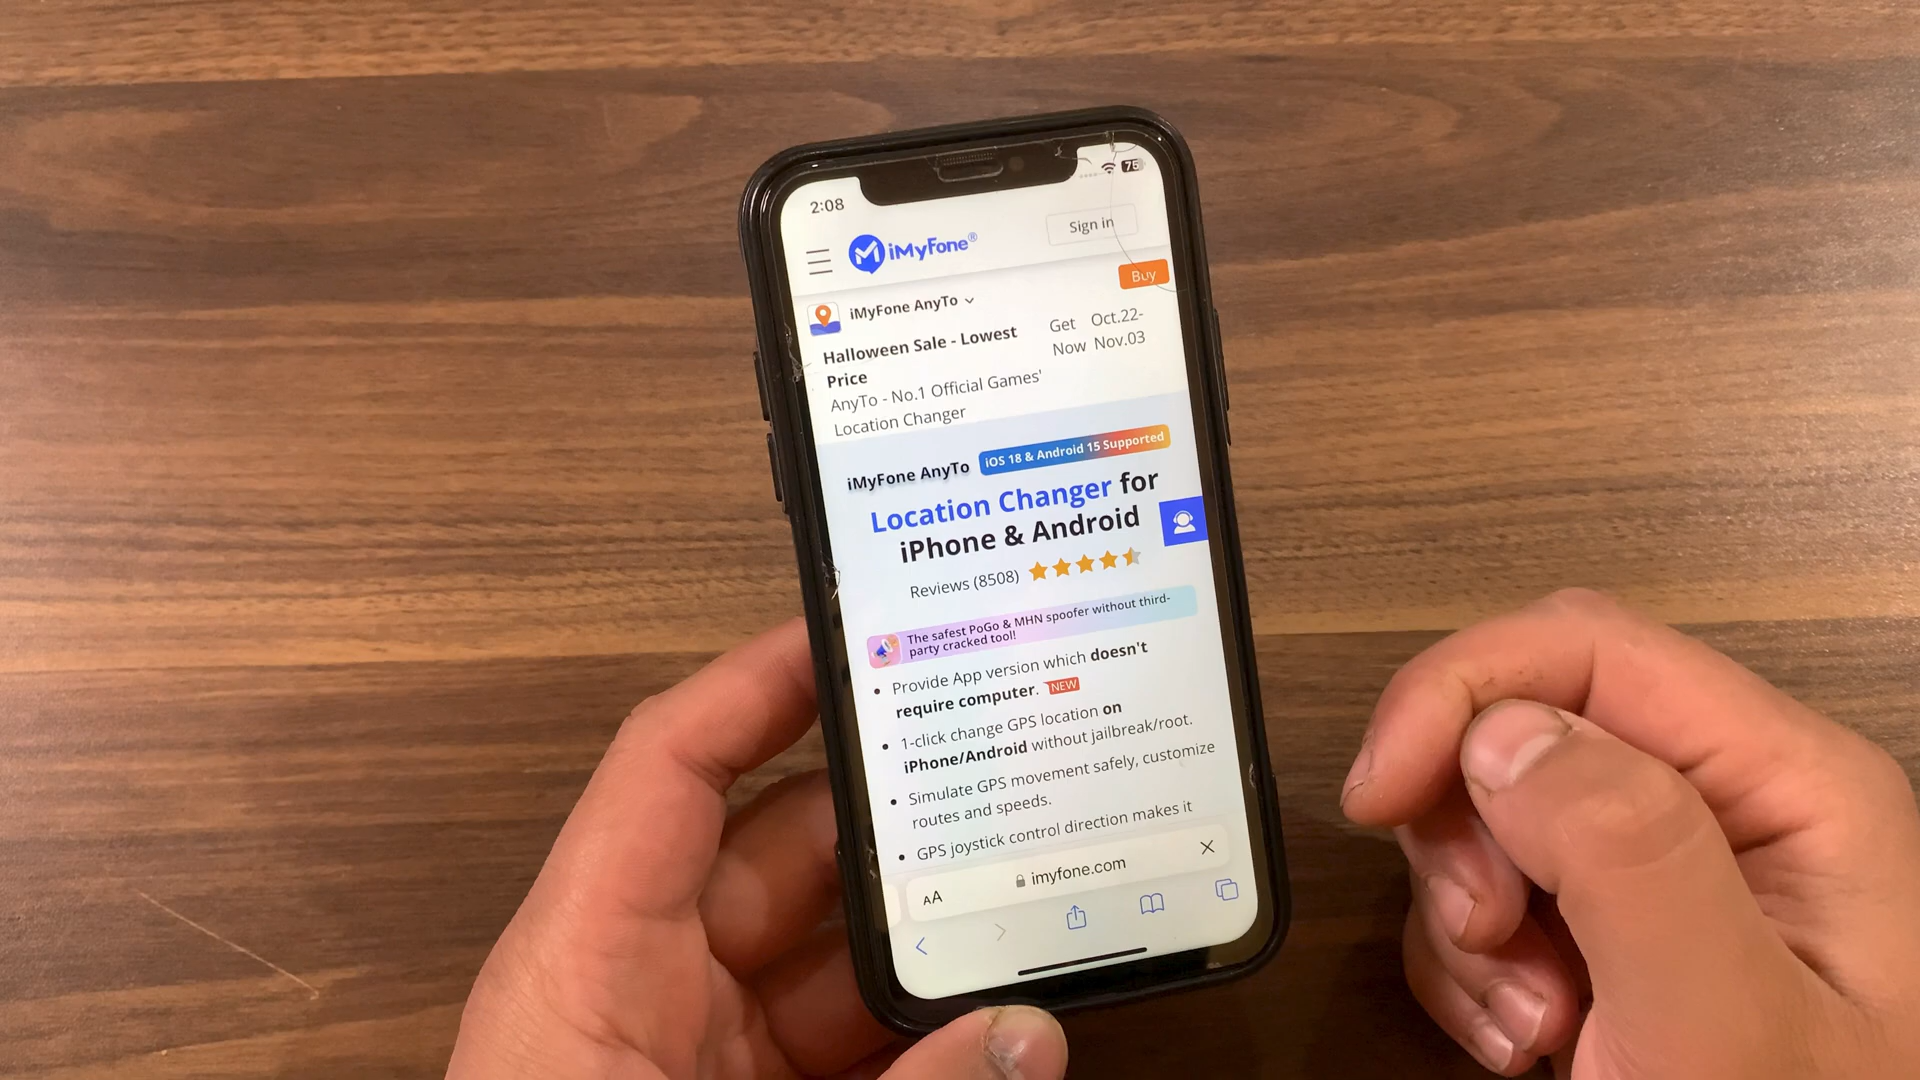 2:08
75
iMyFone®
Sign in
Buy
iMyFone AnyTo
Halloween Sale - Lowest
Price
Get
Now
Oct.22-
Nov.03
AnyTo - No.1 Official Games'
Location Changer
iMyFone AnyTo
iOS 18 & Android 15 Supported
Location Changer for
iPhone & Android
Reviews (8508)
The safest PoGo & MHN spoofer without third-
party cracked tool!
• Provide App version which doesn't
require computer. NEW
• 1-click change GPS location on
iPhone/Android without jailbreak/root.
• Simulate GPS movement safely, customize
routes and speeds.
• GPS joystick control direction makes it
AA
imyfone.com